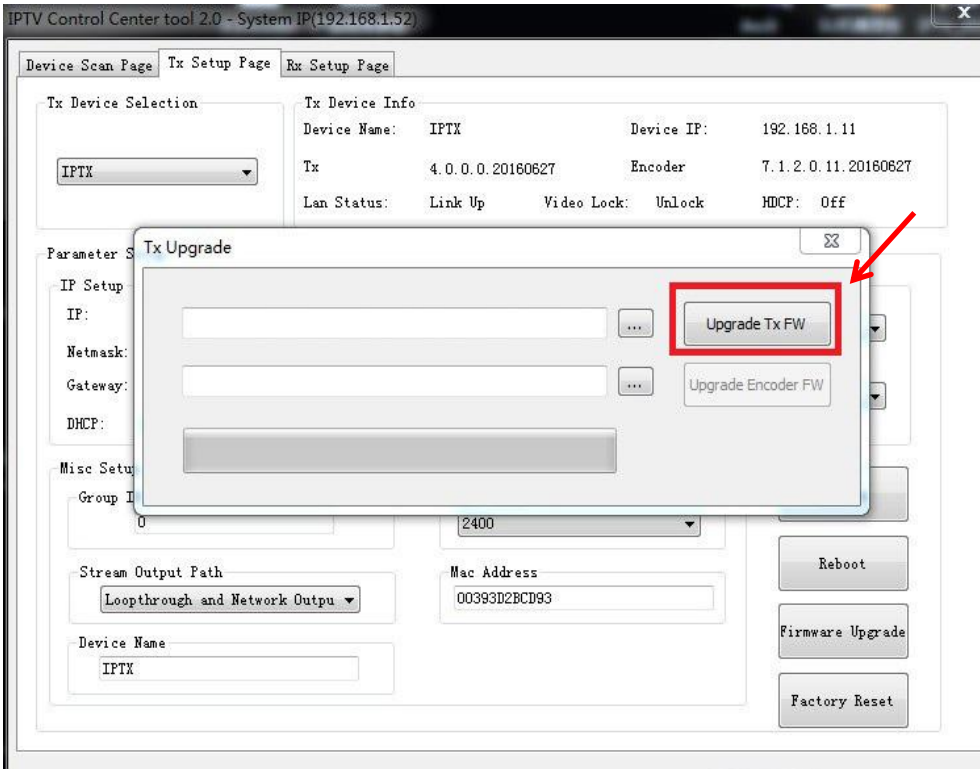 IPTV Control Center tool 2.0 - System IP(192.168.1.52)
x
Device Scan Page Tx Setup Page Rx Setup Page
Tx Device Selection
IPTX
Tx Device Info
Device Name: IPTX Device IP: 192.168.1.11
Tx 4.0.0.0.20160627 Encoder 7.1.2.0.11.20160627
Lan Status: Link Up Video Lock: Unlock HDCP: Off
Parameter S
IP Setup
IP:
Netmask:
Gateway:
DHCP:
Tx Upgrade
... Upgrade Tx FW
... Upgrade Encoder FW
Misc Setu
Group I
0
2400
Stream Output Path
Loopthrough and Network Outpu
Mac Address
00393D2BCD93
Device Name
IPTX
Reboot
Firmware Upgrade
Factory Reset